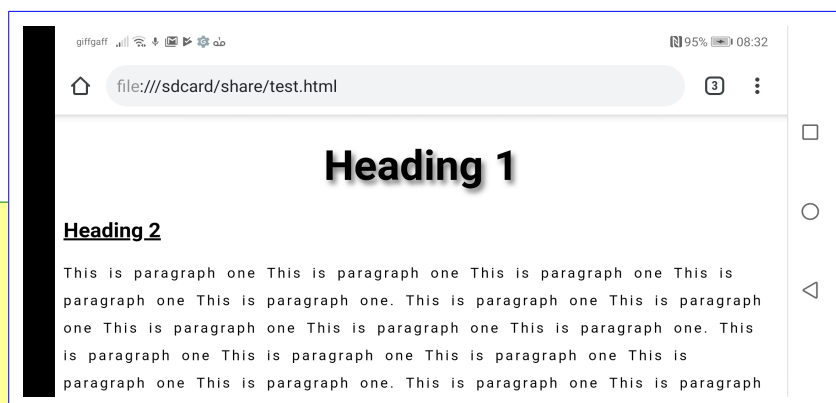 giffgaff 95% 08:32
file:///sdcard/share/test.html 3
Heading 1
Heading 2
This is paragraph one This is paragraph one This is paragraph one This is
paragraph one This is paragraph one. This is paragraph one This is paragraph
one This is paragraph one This is paragraph one This is paragraph one. This
is paragraph one This is paragraph one This is paragraph one This is
paragraph one This is paragraph one. This is paragraph one This is paragraph